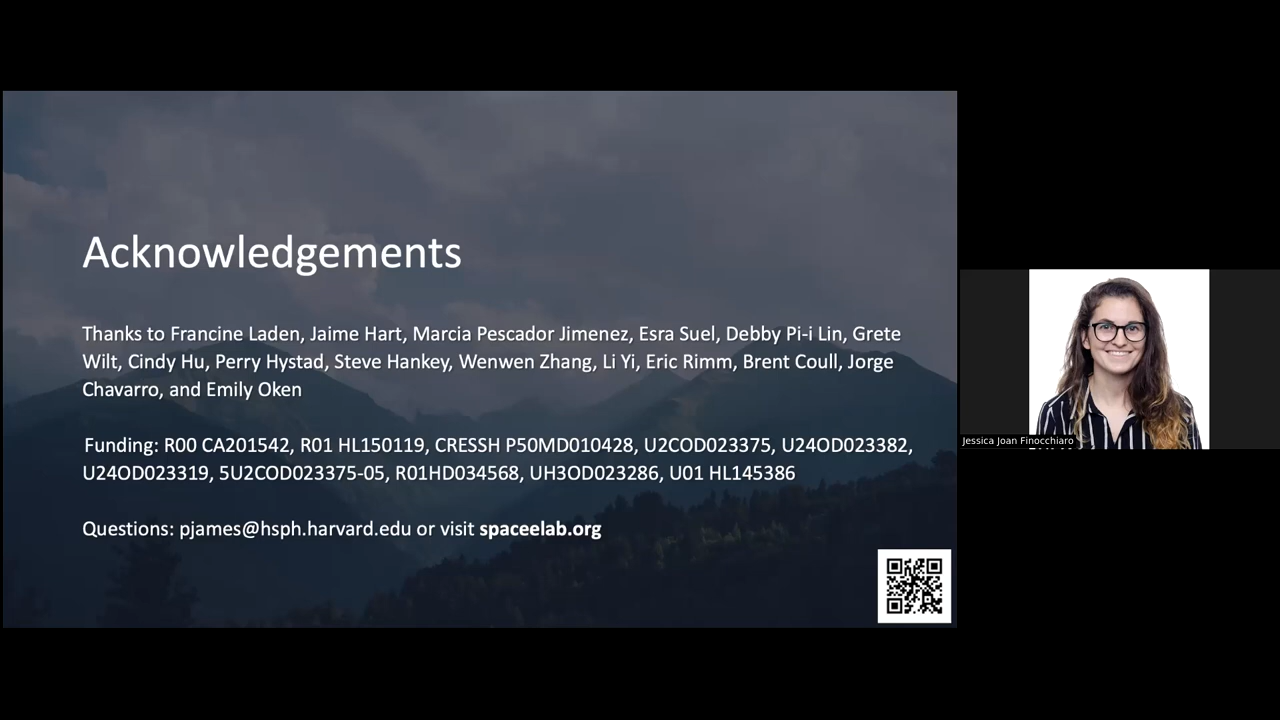 Acknowledgements
Thanks to Francine Laden, Jaime Hart, Marcia Pescador Jimenez, Esra Suel, Debby Pi-i Lin, Grete
Wilt, Cindy Hu, Perry Hystad, Steve Hankey, Wenwen Zhang, Li Yi, Eric Rimm, Brent Coull, Jorge
Chavarro, and Emily Oken
Funding: R00 CA201542, R01 HL150119, CRESSH P50MD010428, U2COD023375, U24OD023382,
U24OD023319, 5U2COD023375-05, R01HD034568, UH3OD023286, U01 HL145386
Questions: pjames@hsph.harvard.edu or visit spaceelab.org
Jessica Joan Finocchiaro